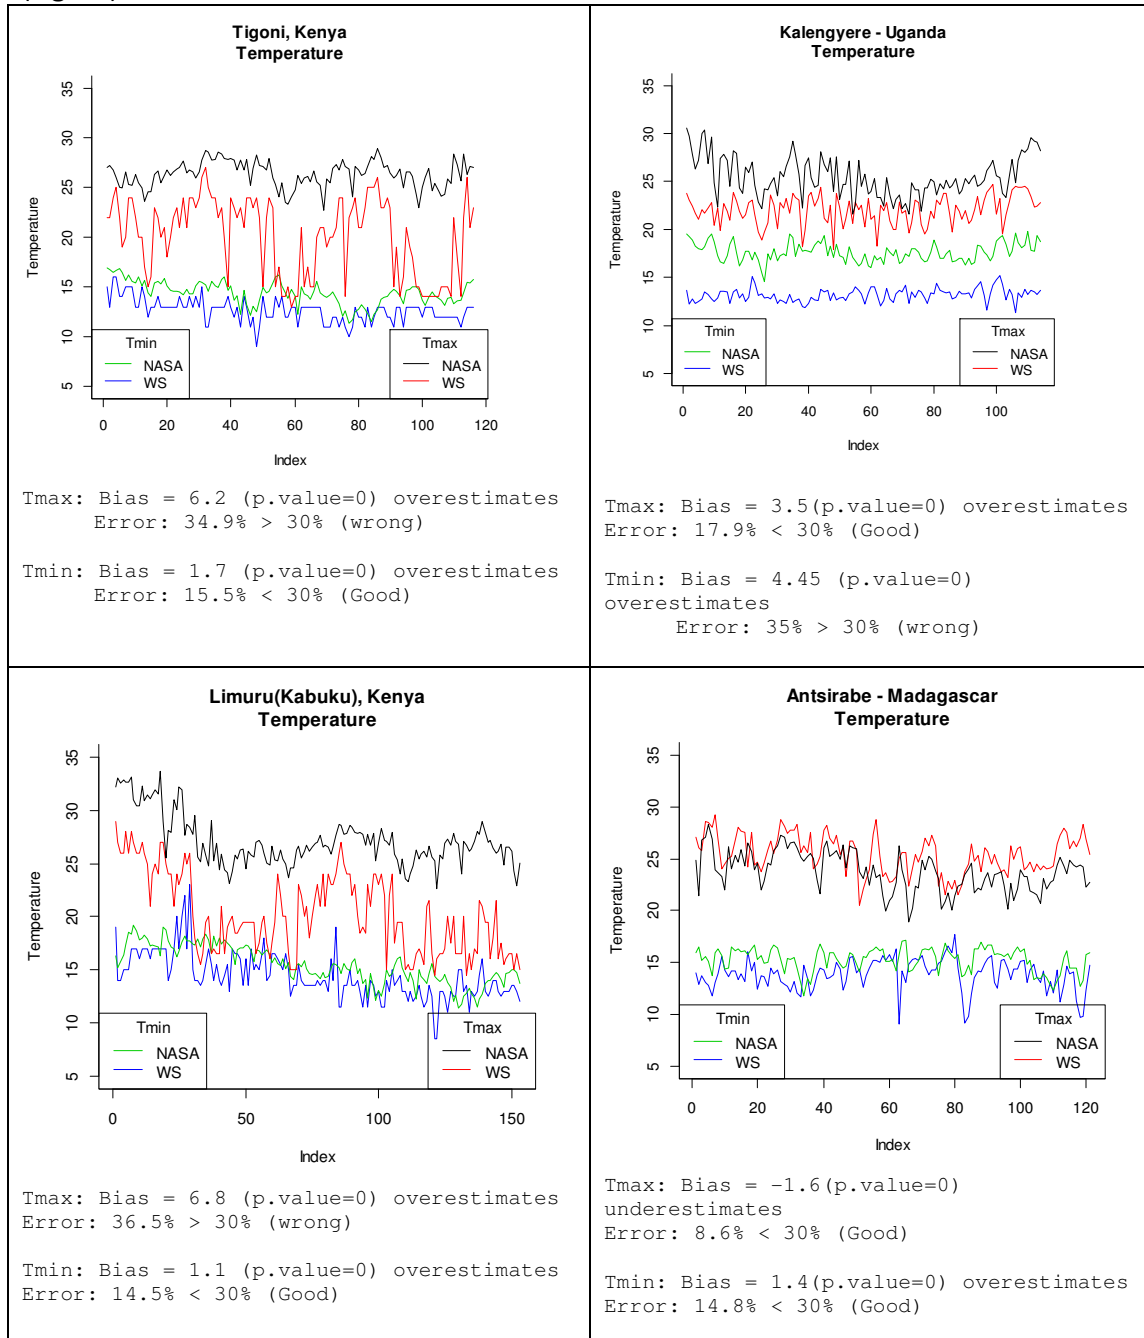 Tigoni, Kenya
Temperature
Temperature
35
30
25
20
15
10
5
Tmin
NASA
WS
Tmax
NASA
WS
0 20 40 60 80 100 120
Index
Tmax: Bias = 6.2 (p.value=0) overestimates
Error: 34.9% > 30% (wrong)
Tmin: Bias = 1.7 (p.value=0) overestimates
Error: 15.5% < 30% (Good)
Kalengyere - Uganda
Temperature
Temperature
35
30
25
20
15
10
5
Tmin
NASA
WS
Tmax
NASA
WS
0 20 40 60 80 100
Index
Tmax: Bias = 3.5(p.value=0) overestimates
Error: 17.9% < 30% (Good)
Tmin: Bias = 4.45 (p.value=0)
overestimates
Error: 35% > 30% (wrong)
Limuru(Kabuku), Kenya
Temperature
Temperature
35
30
25
20
15
10
5
Tmin
NASA
WS
Tmax
NASA
WS
0 50 100 150
Index
Tmax: Bias = 6.8 (p.value=0) overestimates
Error: 36.5% > 30% (wrong)
Tmin: Bias = 1.1 (p.value=0) overestimates
Error: 14.5% < 30% (Good)
Antsirabe - Madagascar
Temperature
Temperature
35
30
25
20
15
10
5
Tmin
NASA
WS
Tmax
NASA
WS
0 20 40 60 80 100 120
Index
Tmax: Bias = -1.6(p.value=0)
underestimates
Error: 8.6% < 30% (Good)
Tmin: Bias = 1.4(p.value=0) overestimates
Error: 14.8% < 30% (Good)